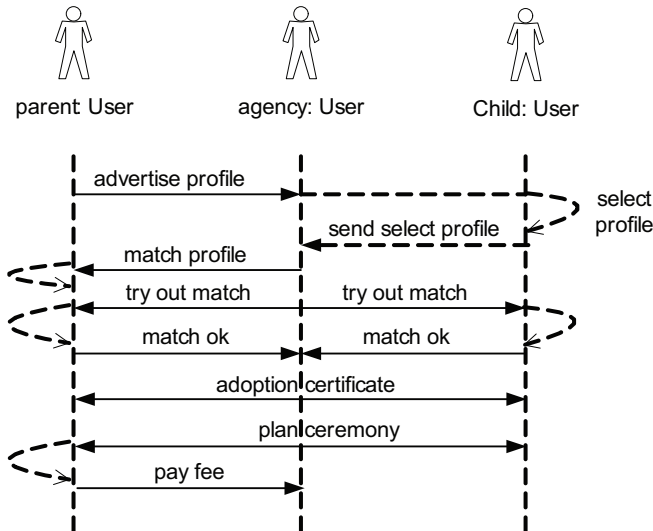 parent: User
agency: User
Child: User
advertise profile
select
profile
send select profile
match profile
try out match
try out match
match ok
match ok
adoption certificate
plan ceremony
pay fee